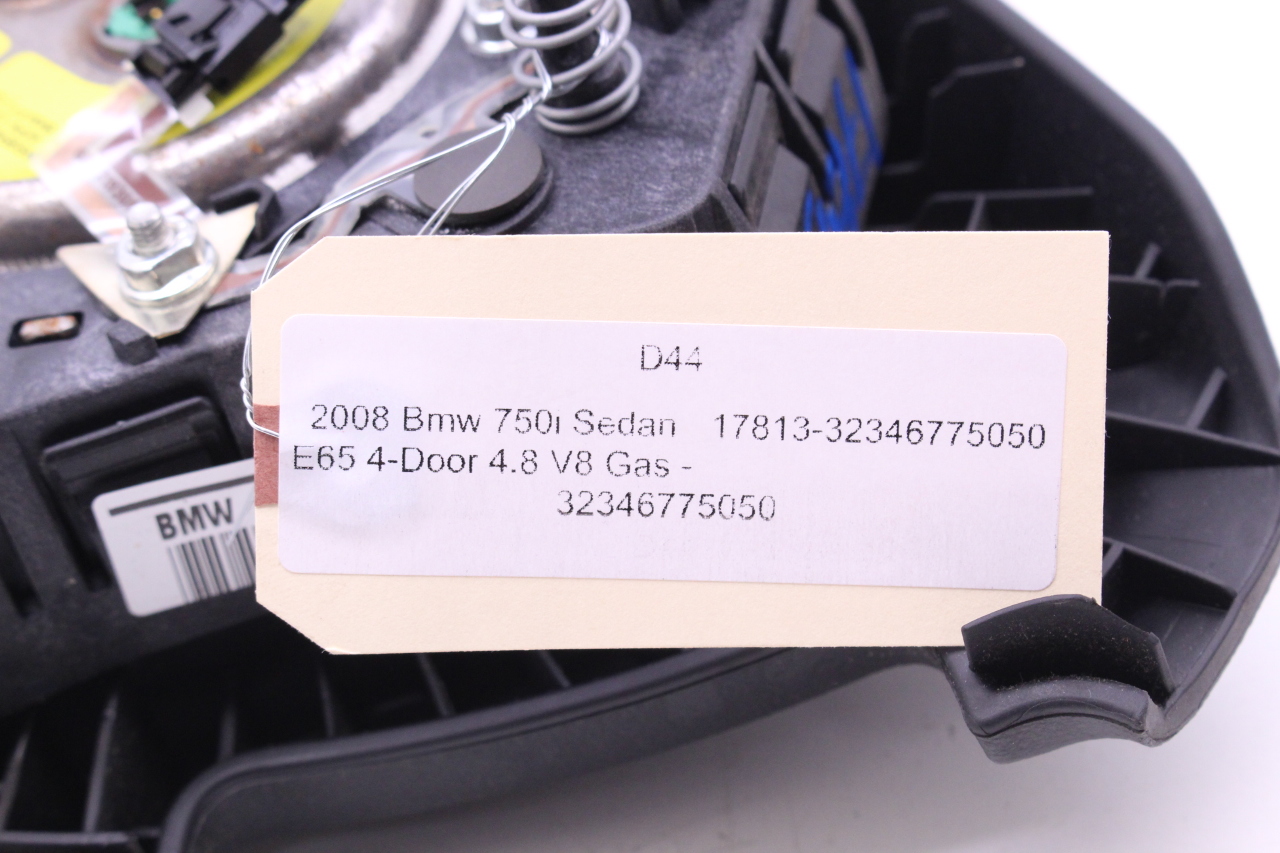 D44
2008 Bmw 750i Sedan 17813-32346775050
E65 4-Door 4.8 V8 Gas -
32346775050
BMW